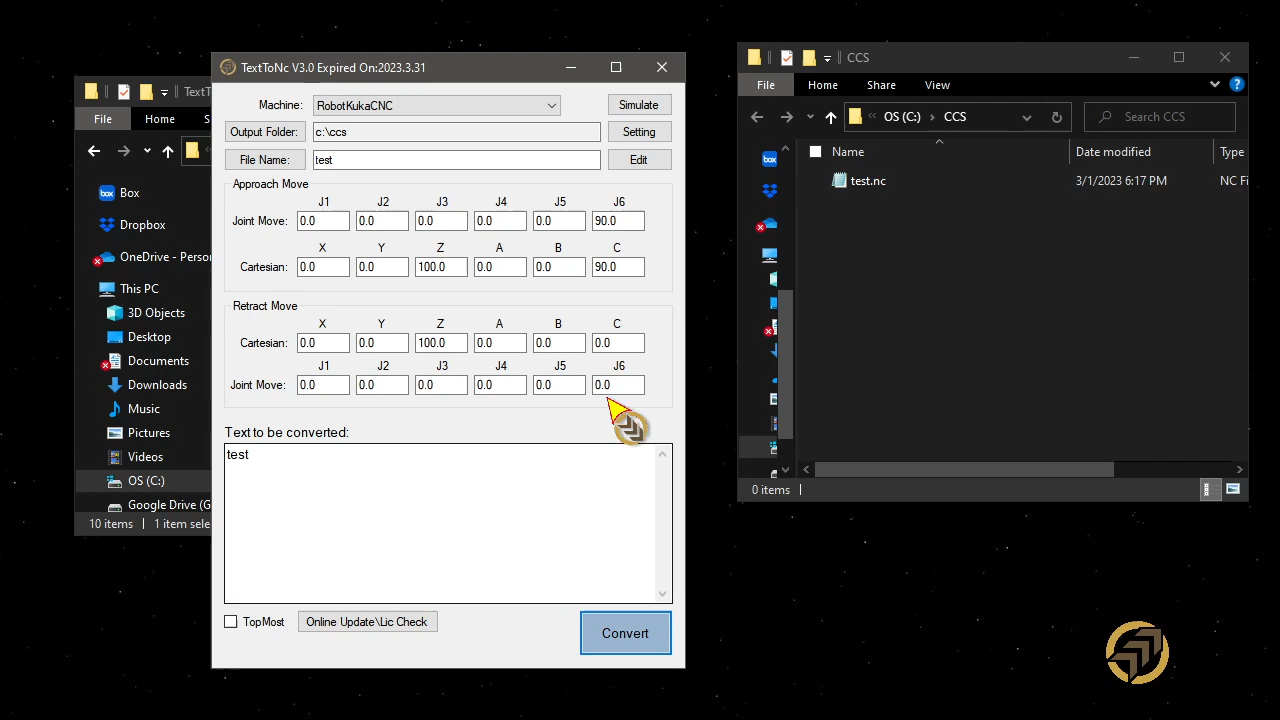 TextT
File
Home
S
Box
Dropbox
OneDrive - Person
This PC
3D Objects
Desktop
Documents
Downloads
Music
Pictures
Videos
OS (C:)
Google Drive (G
10 items
1 item sele
TextToNc V3.0 Expired On:2023.3.31
Machine: RobotKukaCNC Simulate
Output Folder: c:\ccs Setting
File Name: test Edit
Approach Move
J1 J2 J3 J4 J5 J6
Joint Move: 0.0 0.0 0.0 0.0 0.0 90.0
X Y Z A B C
Cartesian: 0.0 0.0 100.0 0.0 0.0 90.0
Retract Move
X Y Z A B C
Cartesian: 0.0 0.0 100.0 0.0 0.0 0.0
J1 J2 J3 J4 J5 J6
Joint Move: 0.0 0.0 0.0 0.0 0.0 0.0
Text to be converted:
test
TopMost Online Update\Lic Check Convert
CCS
File Home Share View
OS (C:) CCS Search CCS
Name Date modified Type
test.nc 3/1/2023 6:17 PM NC Fi
0 items